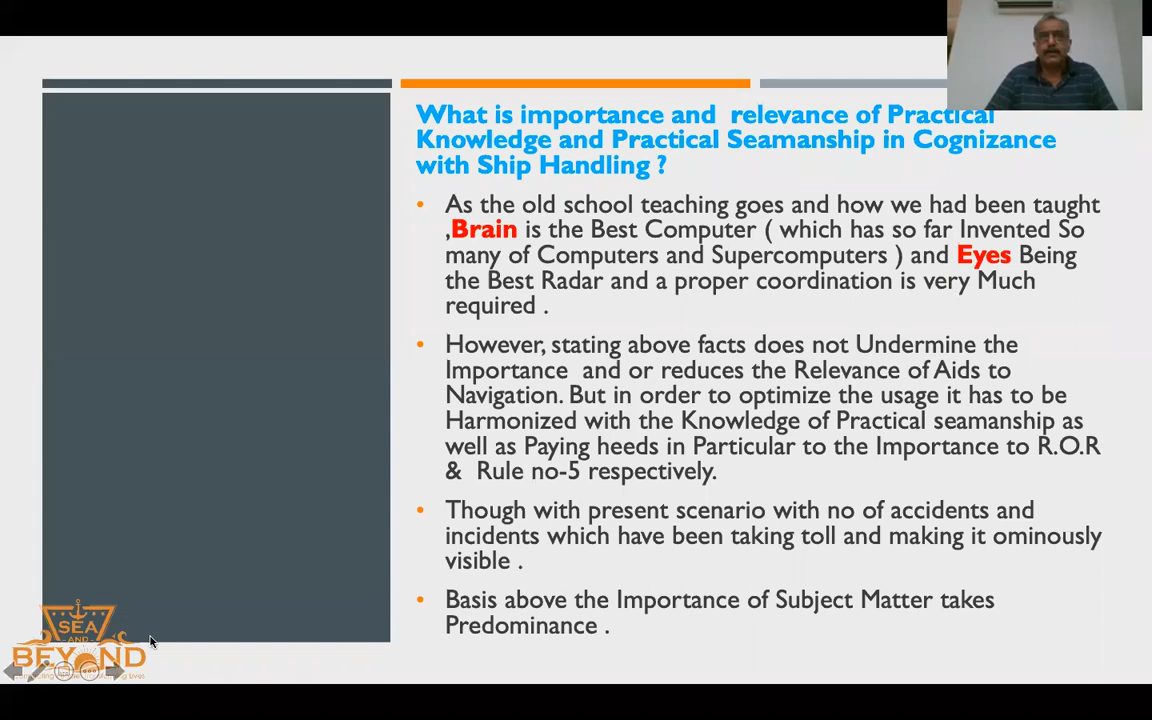 What is importance and relevance of Practical
Knowledge and Practical Seamanship in Cognizance
with Ship Handling ?
• As the old school teaching goes and how we had been taught
,Brain is the Best Computer ( which has so far Invented So
many of Computers and Supercomputers ) and Eyes Being
the Best Radar and a proper coordination is very Much
required .
• However, stating above facts does not Undermine the
Importance and or reduces the Relevance of Aids to
Navigation. But in order to optimize the usage it has to be
Harmonized with the Knowledge of Practical seamanship as
well as Paying heeds in Particular to the Importance to R.O.R
& Rule no-5 respectively.
• Though with present scenario with no of accidents and
incidents which have been taking toll and making it ominously
visible .
• Basis above the Importance of Subject Matter takes
Predominance .
SEA
AND
BEYOND
lives